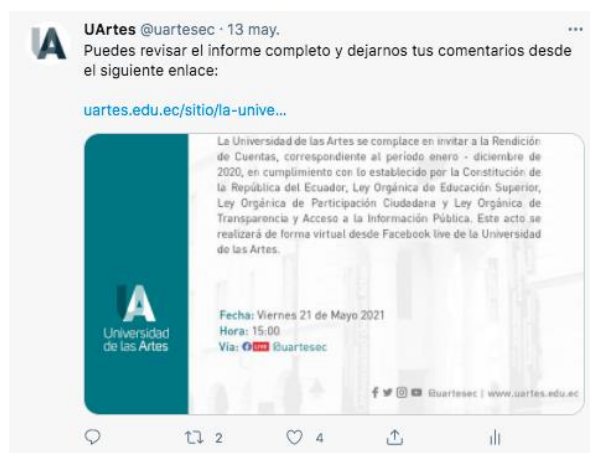 UArtes @uartesec · 13 may.
Puedes revisar el informe completo y dejarnos tus comentarios desde
el siguiente enlace:
uartes.edu.ec/sitio/la-unive...
La Universidad de las Artes se complace en invitar a la Rendición
de Cuentas, correspondiente al período enero - diciembre de
2020, en cumplimiento con lo establecido por la Constitución de
la República del Ecuador, Ley Orgánica de Educación Superior,
Ley Orgánica de Participación Ciudadana y Ley Orgánica de
Transparencia y Acceso a la Información Pública. Este acto se
realizará de forma virtual desde Facebook live de la Universidad
de las Artes.
UA
Universidad
de las Artes
Fecha: Viernes 21 de Mayo 2021
Hora: 15:00
Vía: LIVE @uartesec
@uartesec | www.uartes.edu.ec
2 4